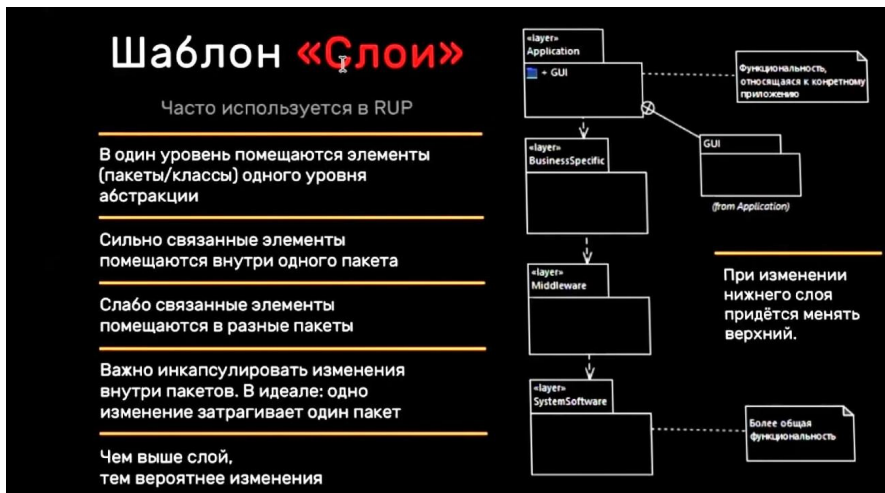 Шаблон «Слои»
Часто используется в RUP
В один уровень помещаются элементы
(пакеты/классы) одного уровня
абстракции
Сильно связанные элементы
помещаются внутри одного пакета
Слабо связанные элементы
помещаются в разные пакеты
Важно инкапсулировать изменения
внутри пакетов. В идеале: одно
изменение затрагивает один пакет
Чем выше слой,
тем вероятнее изменения
«layer»
Application
+ GUI
Функциональность,
относящаяся к конретному
приложению
GUI
(from Application)
«layer»
BusinessSpecific
«layer»
Middleware
«layer»
SystemSoftware
Более общая
функциональность
При изменении
нижнего слоя
придётся менять
верхний.